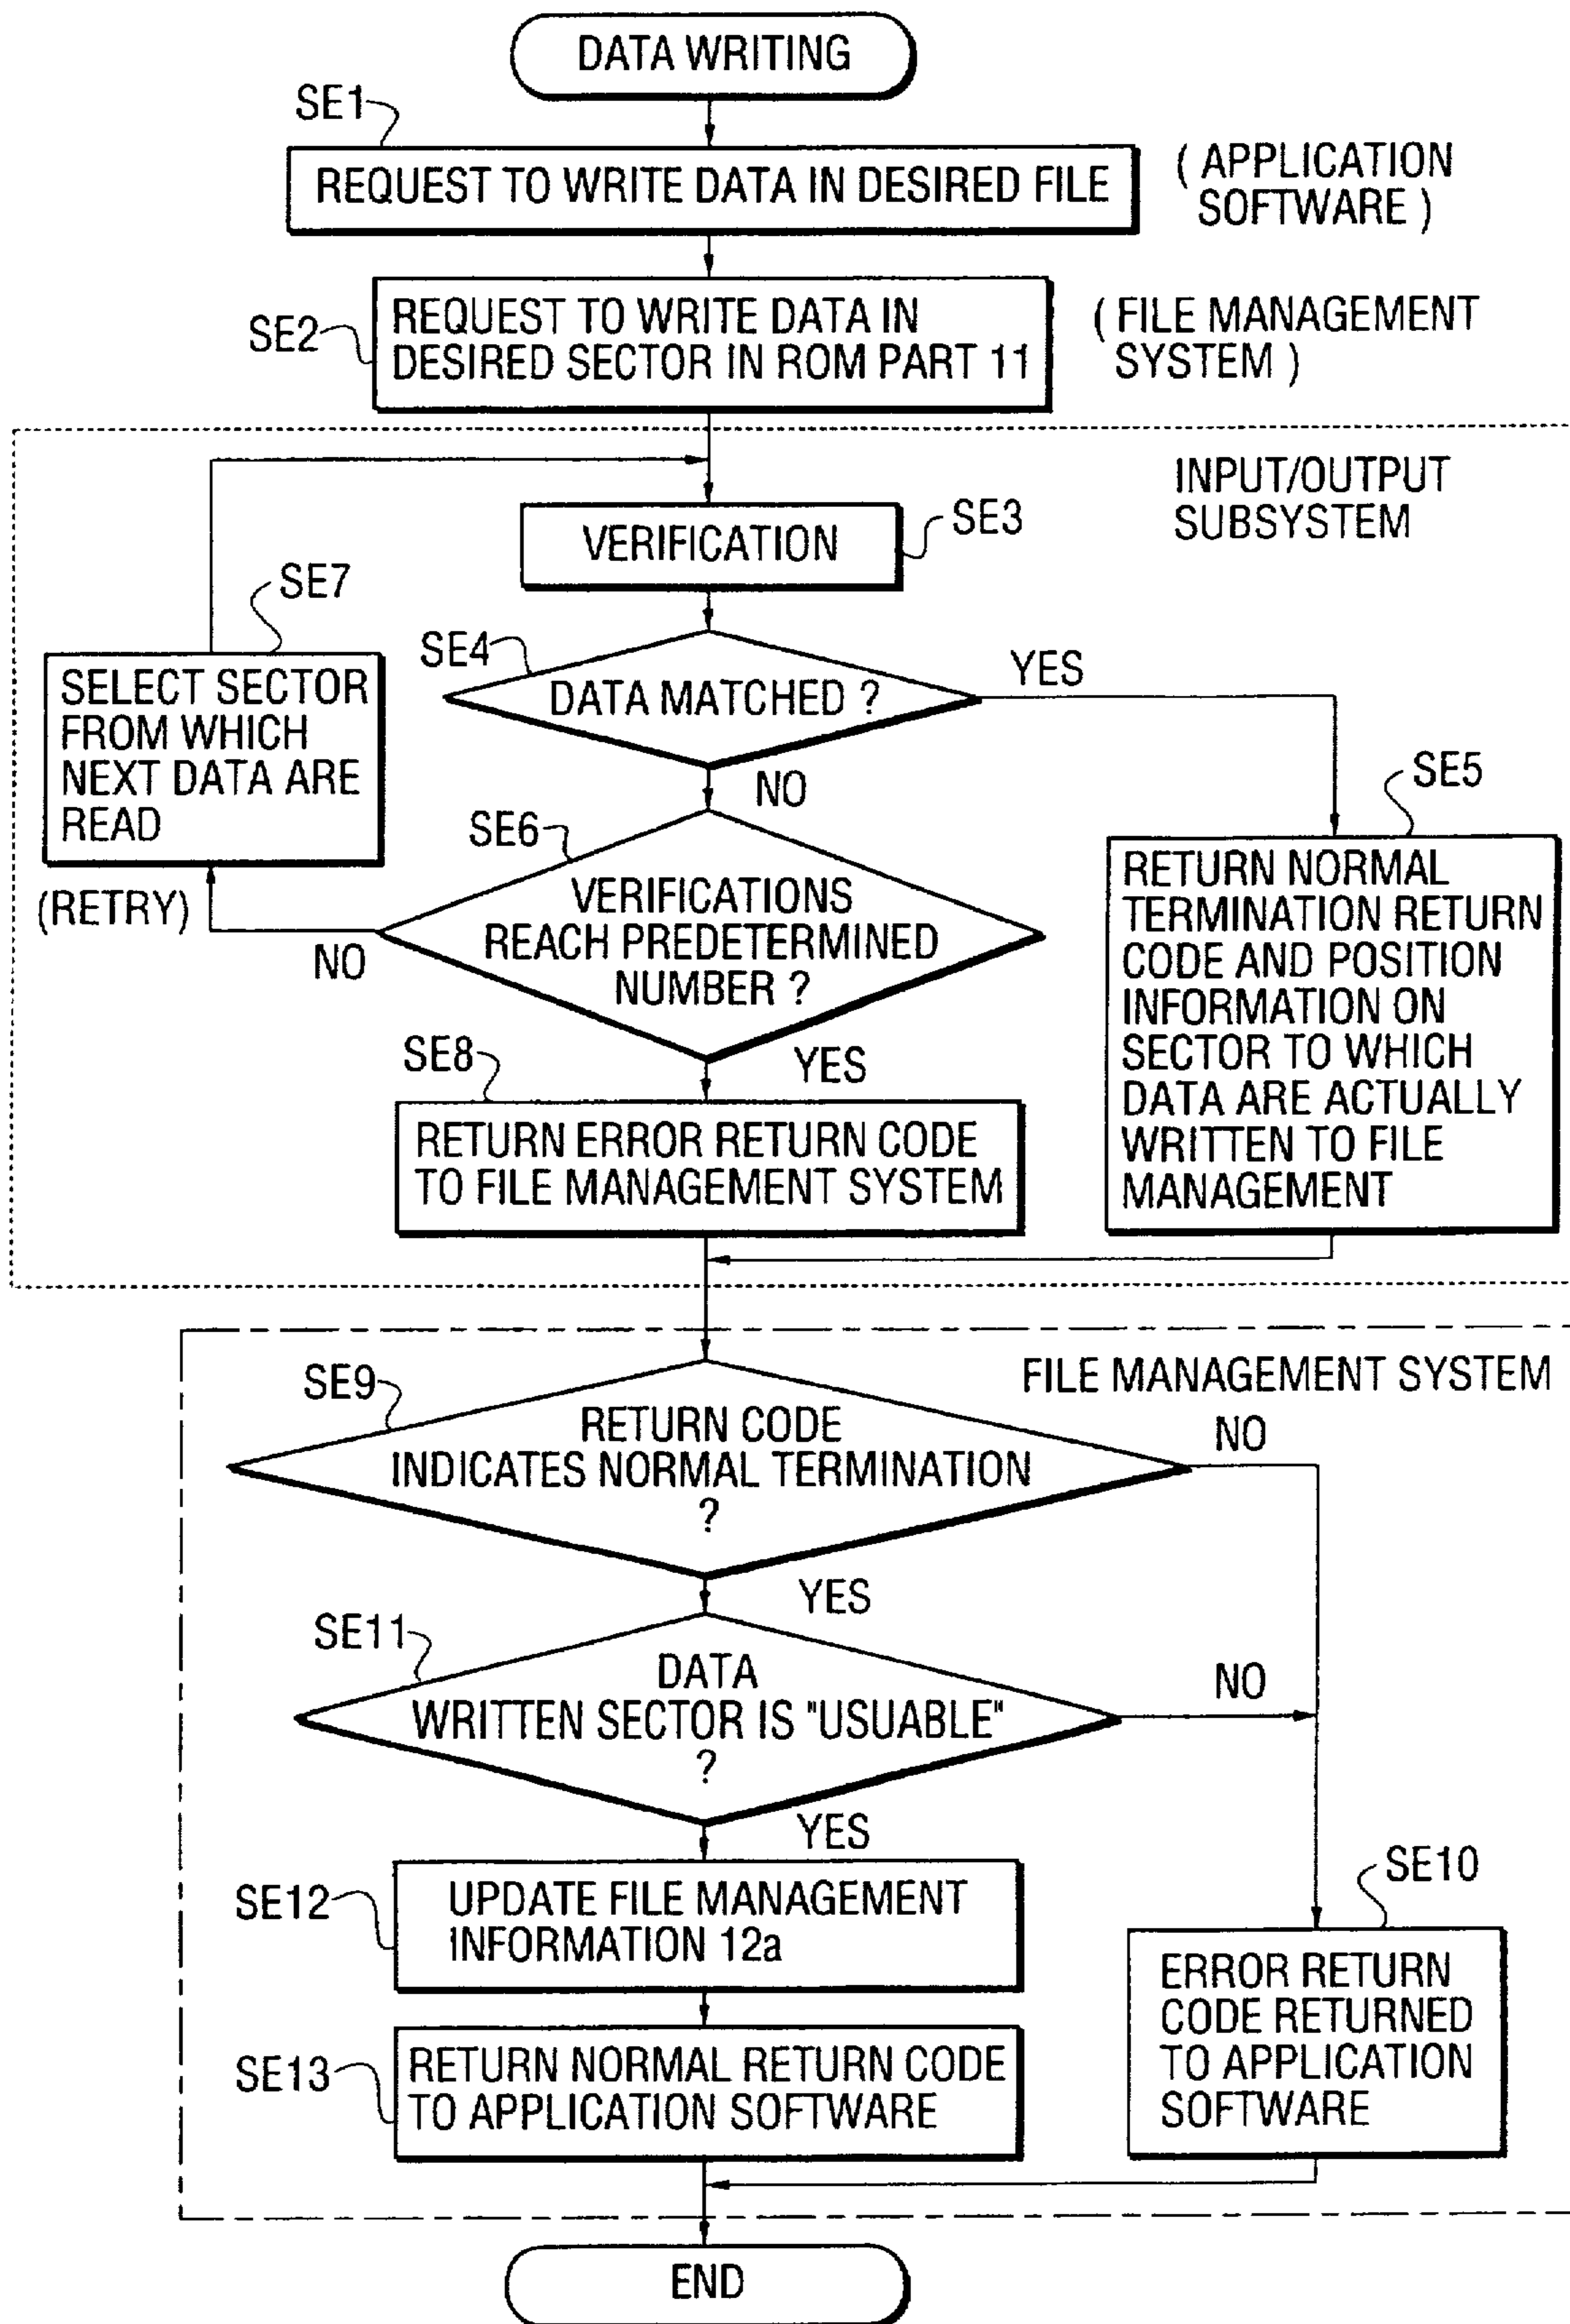 DATA WRITING
SE1
REQUEST TO WRITE DATA IN DESIRED FILE
( APPLICATION
SOFTWARE )
SE2
REQUEST TO WRITE DATA IN
DESIRED SECTOR IN ROM PART 11
( FILE MANAGEMENT
SYSTEM )
INPUT/OUTPUT
SUBSYSTEM
VERIFICATION
SE3
SE7
SELECT SECTOR
FROM WHICH
NEXT DATA ARE
READ
(RETRY)
SE4
DATA MATCHED ?
YES
NO
SE5
RETURN NORMAL
TERMINATION RETURN
CODE AND POSITION
INFORMATION ON
SECTOR TO WHICH
DATA ARE ACTUALLY
WRITTEN TO FILE
MANAGEMENT
SE6
VERIFICATIONS
REACH PREDETERMINED
NUMBER ?
NO
YES
SE8
RETURN ERROR RETURN CODE
TO FILE MANAGEMENT SYSTEM
FILE MANAGEMENT SYSTEM
SE9
RETURN CODE
INDICATES NORMAL TERMINATION
?
NO
YES
SE11
DATA
WRITTEN SECTOR IS "USUABLE"
?
NO
YES
SE12
UPDATE FILE MANAGEMENT
INFORMATION 12a
SE10
ERROR RETURN
CODE RETURNED
TO APPLICATION
SOFTWARE
SE13
RETURN NORMAL RETURN CODE
TO APPLICATION SOFTWARE
END